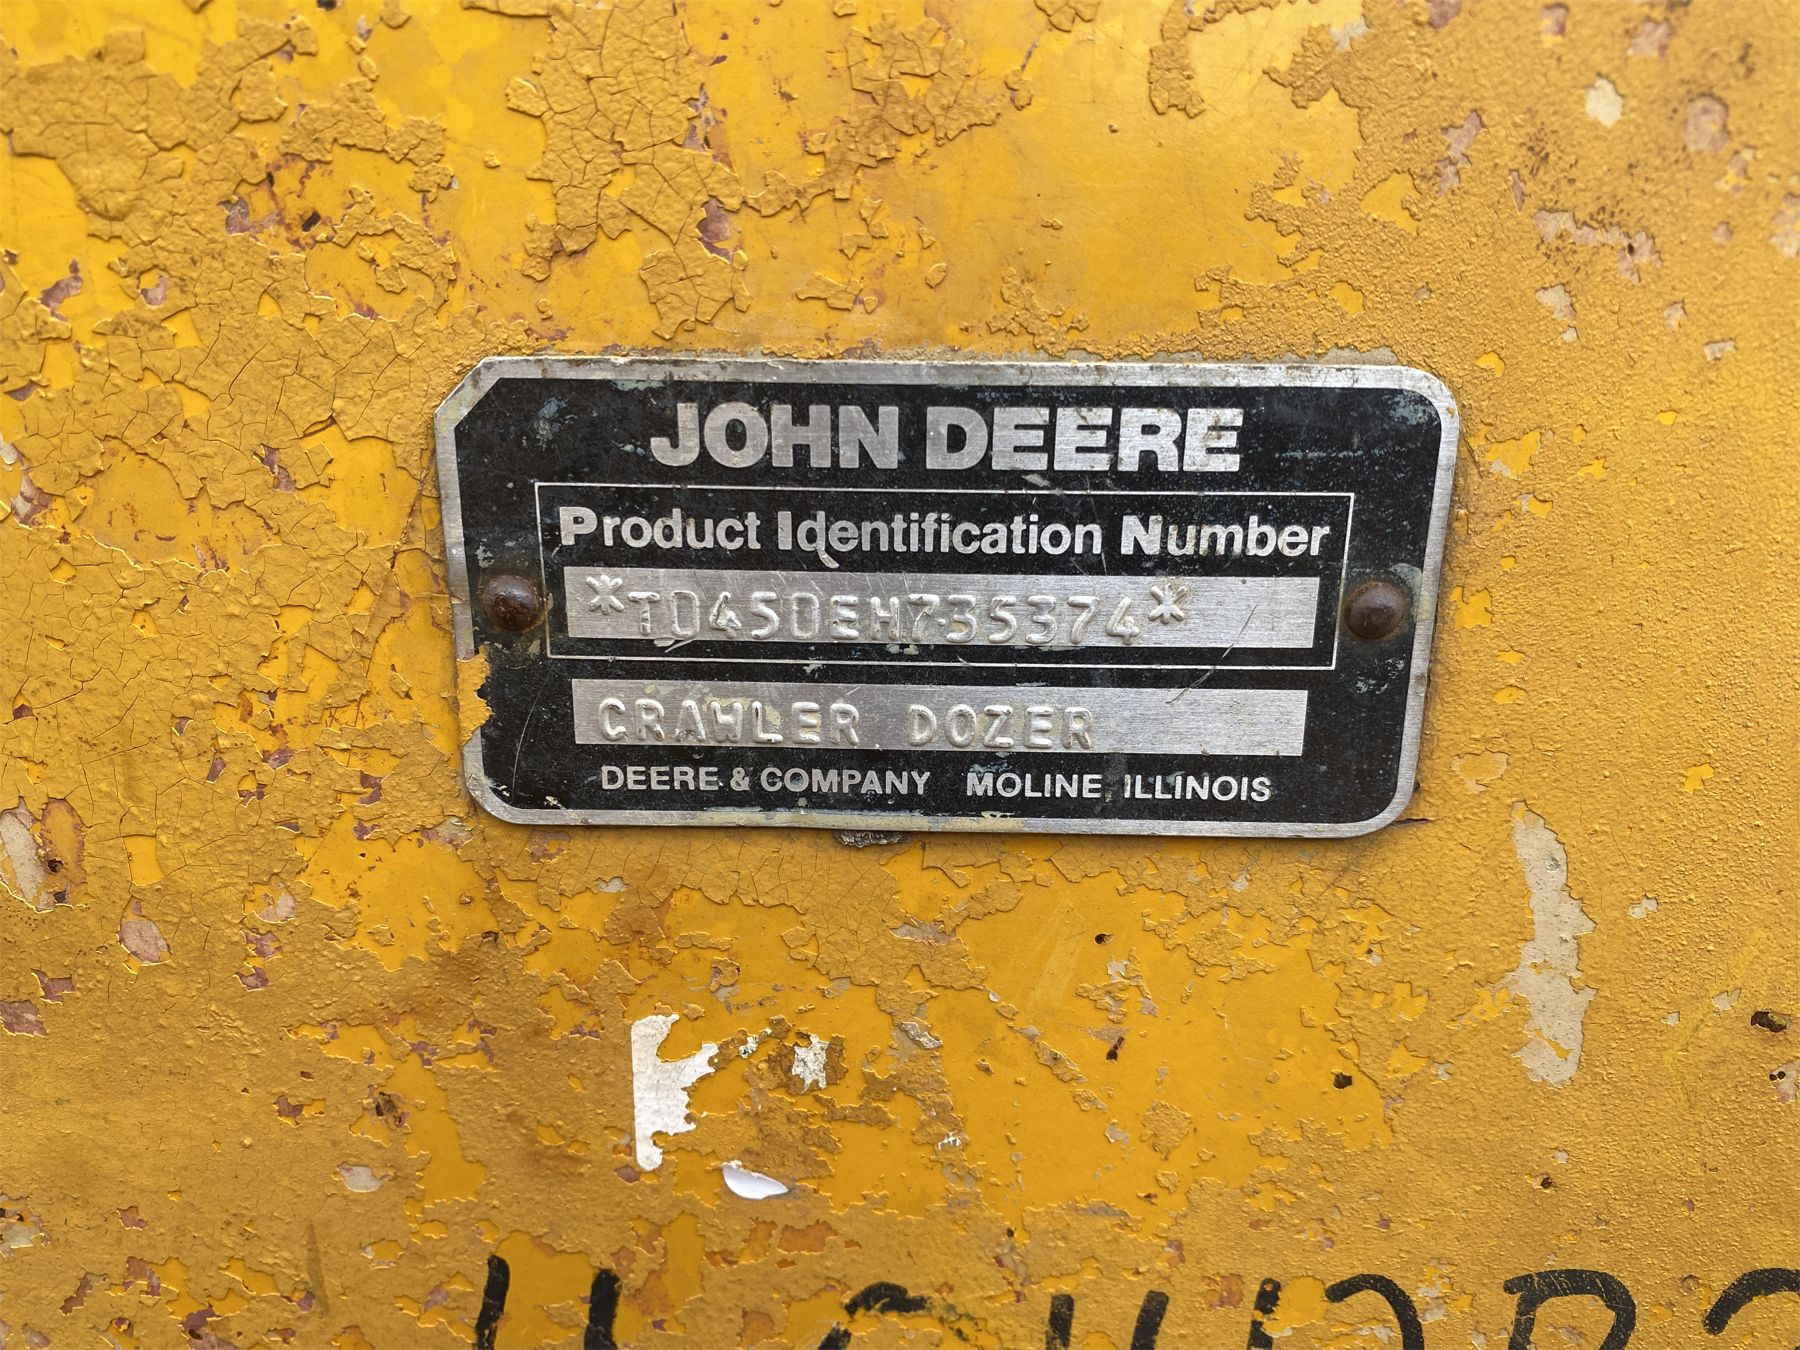 JOHN DEERE
Product Identification Number
*T0450EH735374*
CRAWLER DOZER
DEERE & COMPANY MOLINE ILLINOIS